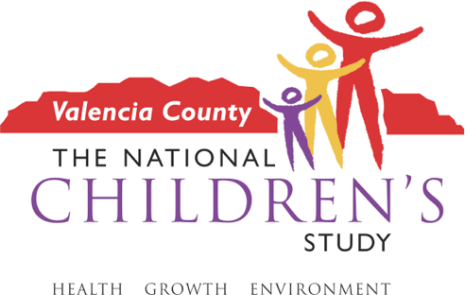 Valencia County
THE NATIONAL
CHILDREN'S
STUDY
HEALTH GROWTH ENVIRONMENT